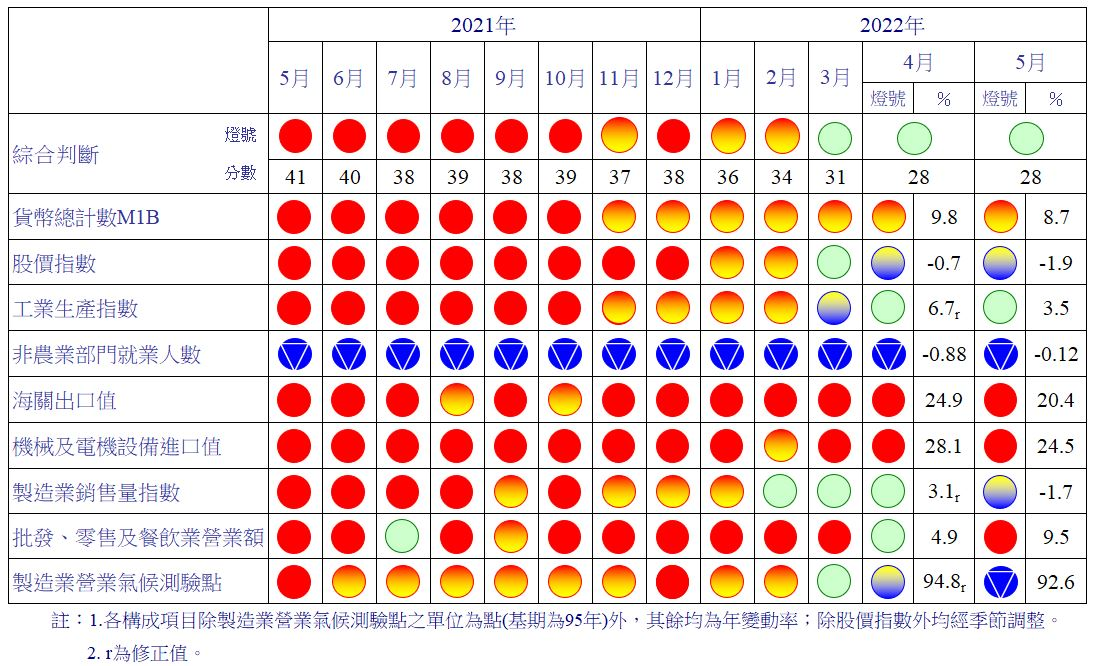 2021年 2022年
5月 6月 7月 8月 9月 10月 11月 12月 1月 2月 3月 4月 5月
燈號 % 燈號 %
綜合判斷 燈號
分數 41 40 38 39 38 39 37 38 36 34 31 28 28
貨幣總計數M1B 9.8 8.7
股價指數 -0.7 -1.9
工業生產指數 6.7r 3.5
非農業部門就業人數 -0.88 -0.12
海關出口值 24.9 20.4
機械及電機設備進口值 28.1 24.5
製造業銷售量指數 3.1r -1.7
批發、零售及餐飲業營業額 4.9 9.5
製造業營業氣候測驗點 94.8r 92.6
註：1.各構成項目除製造業營業氣候測驗點之單位為點(基期為95年)外，其餘均為年變動率；除股價指數外均經季節調整。
2. r為修正值。